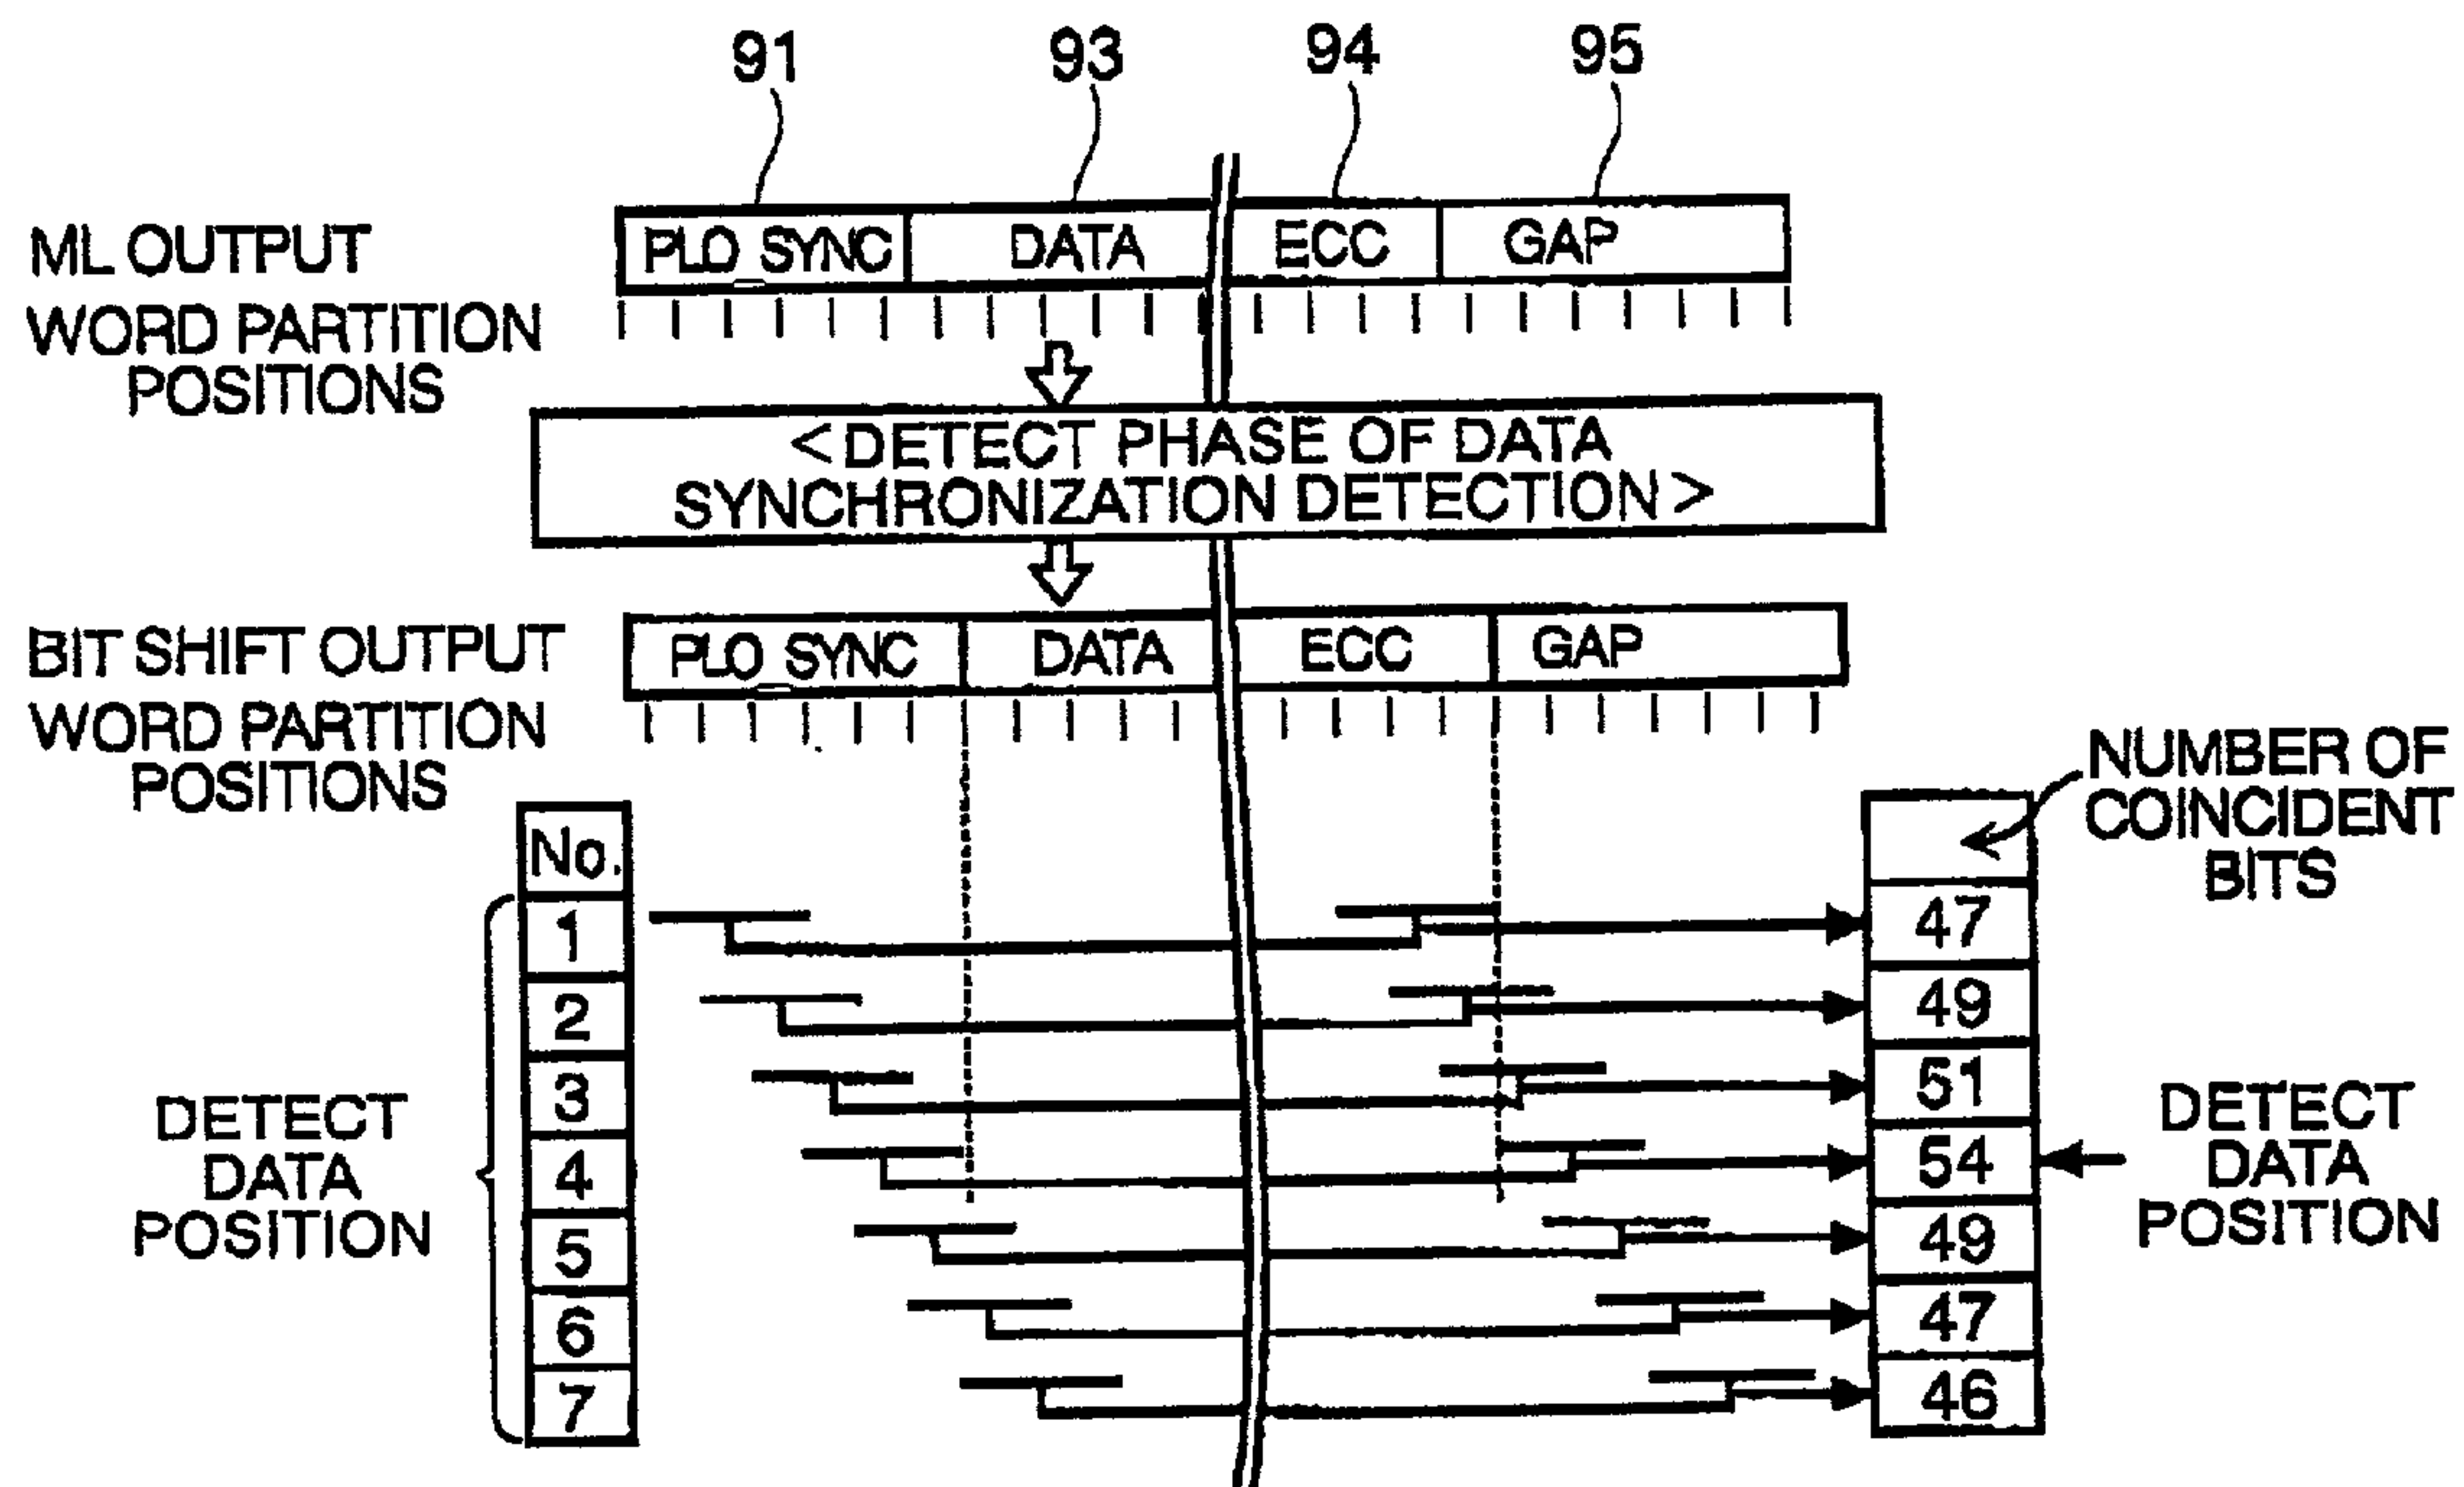 91 93 94 95
ML OUTPUT
PLO SYNC DATA ECC GAP
WORD PARTITION
POSITIONS
< DETECT PHASE OF DATA
SYNCHRONIZATION DETECTION >
BIT SHIFT OUTPUT
PLO SYNC DATA ECC GAP
WORD PARTITION
POSITIONS
NUMBER OF
COINCIDENT
BITS
No.
1 47
2 49
3 51
4 54
5 49
6 47
7 46
DETECT
DATA
POSITION
DETECT
DATA
POSITION